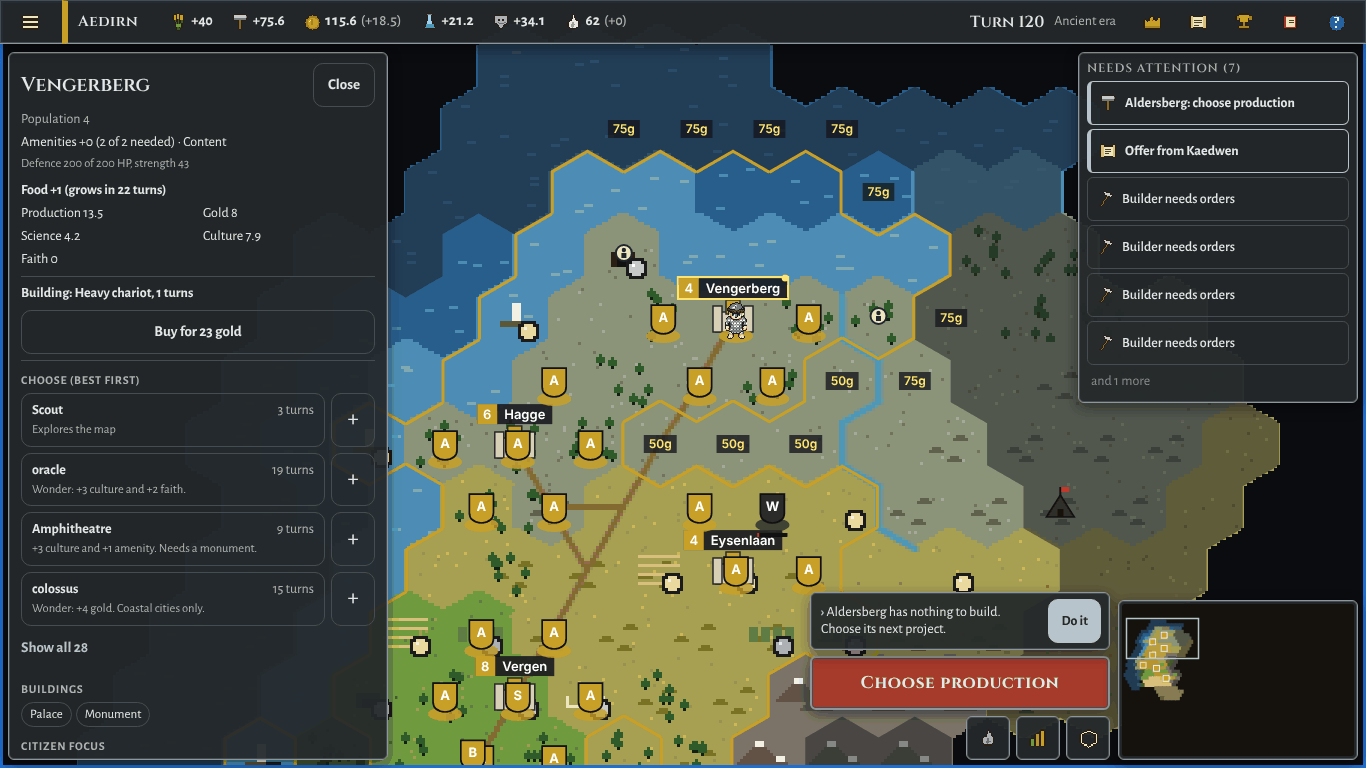 AEDIRN
+40
+75.6
115.6 (+18.5)
+21.2
+34.1
62 (+0)
TURN 120 Ancient era
VENGERBERG
Close
Population 4
Amenities +0 (2 of 2 needed) · Content
Defence 200 of 200 HP, strength 43
Food +1 (grows in 22 turns)
Production 13.5
Gold 8
Science 4.2
Culture 7.9
Faith 0
Building: Heavy chariot, 1 turns
Buy for 23 gold
CHOOSE (BEST FIRST)
Scout
3 turns
Explores the map
+
oracle
19 turns
Wonder: +3 culture and +2 faith.
+
Amphitheatre
9 turns
+3 culture and +1 amenity. Needs a monument.
+
colossus
15 turns
Wonder: +4 gold. Coastal cities only.
+
Show all 28
BUILDINGS
Palace
Monument
CITIZEN FOCUS
75g
75g
75g
75g
75g
4 Vengerberg
A
A
75g
A
A
A
50g
75g
6 Hagge
A
A
A
50g
50g
50g
A
A
A
W
4 Eysenlaan
A
A
A
A
8 Vergen
A
S
A
B
A
NEEDS ATTENTION (7)
Aldersberg: choose production
Offer from Kaedwen
Builder needs orders
Builder needs orders
Builder needs orders
Builder needs orders
and 1 more
› Aldersberg has nothing to build.
Choose its next project.
Do it
CHOOSE PRODUCTION